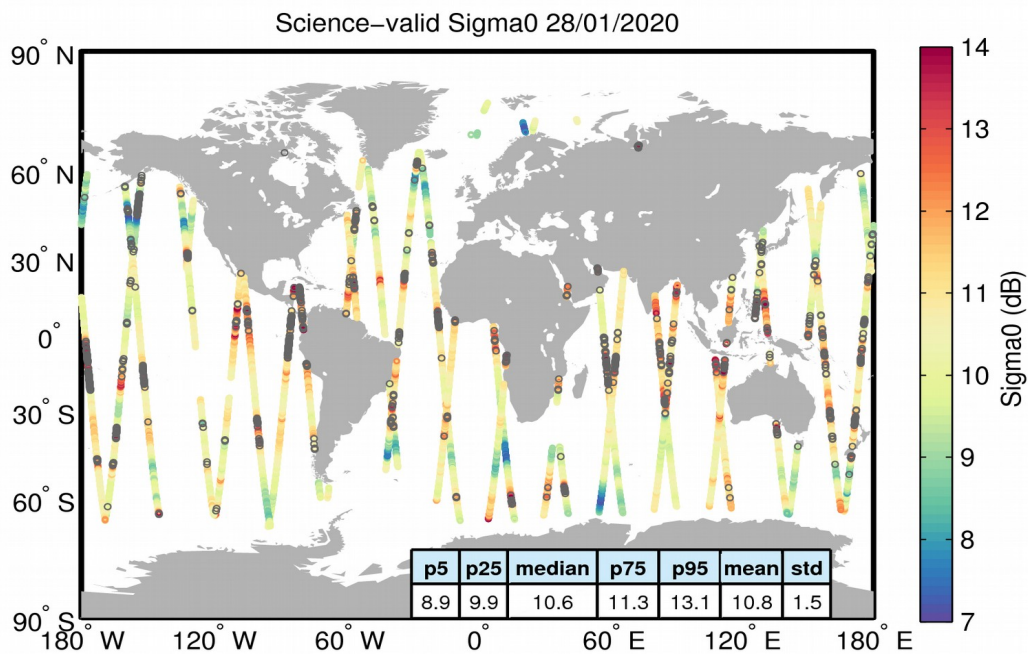 Science−valid Sigma0 28/01/2020
90° N
60° N
30° N
0°
30° S
60° S
90° S
180° W
120° W
60° W
0°
60° E
120° E
180° E
p5 p25 median p75 p95 mean std
8.9 9.9 10.6 11.3 13.1 10.8 1.5
14
13
12
11
10
9
8
7
Sigma0 (dB)